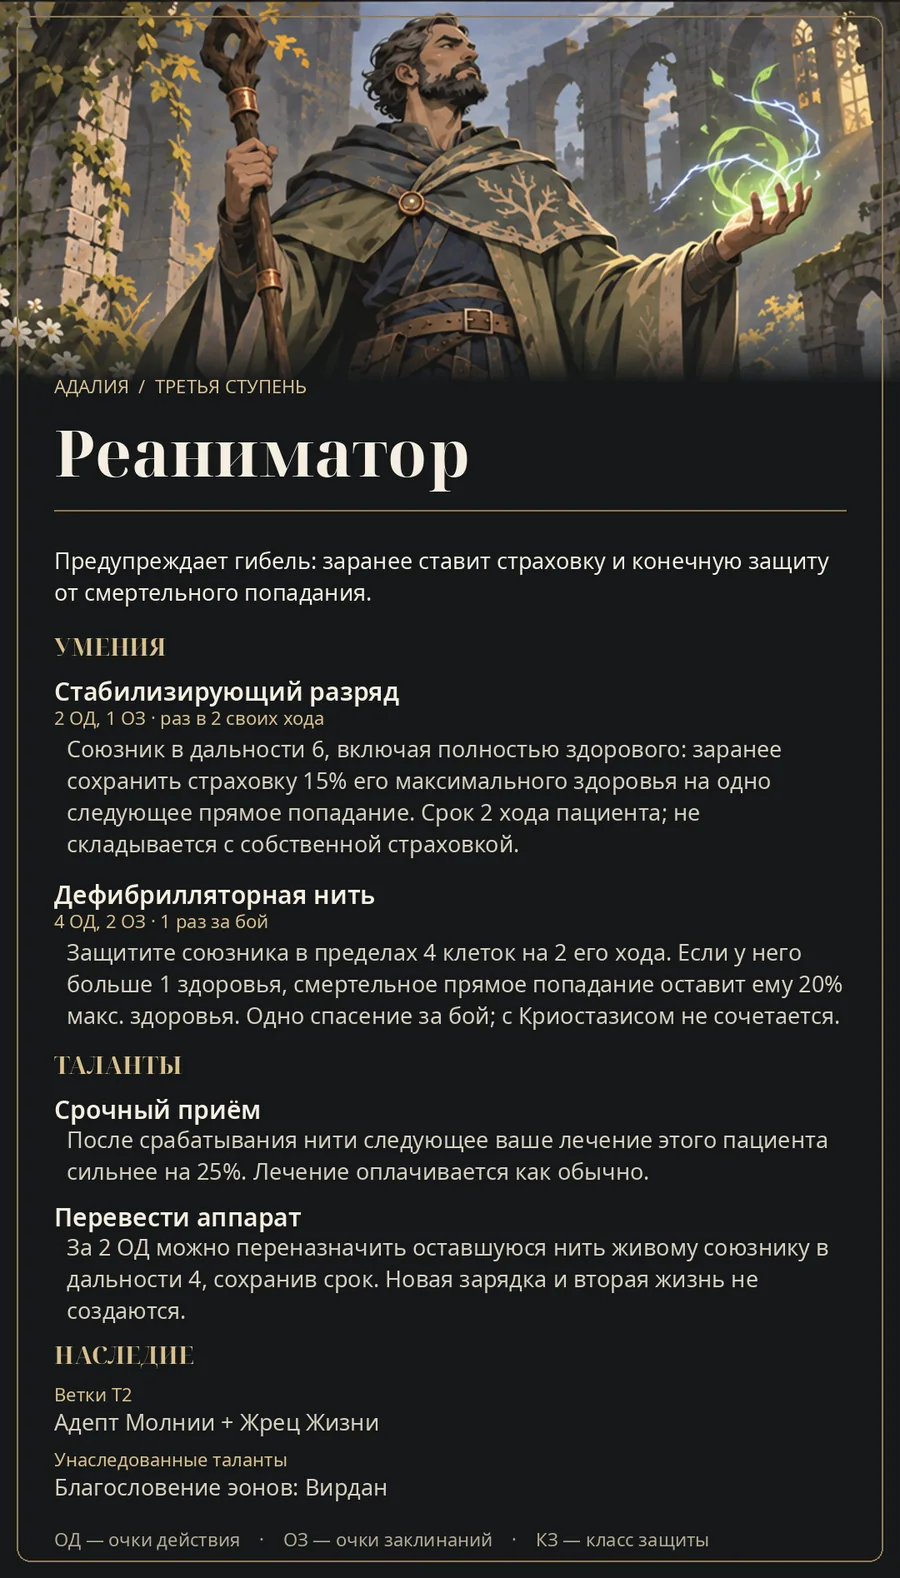 АДАЛИЯ / ТРЕТЬЯ СТУПЕНЬ
Реаниматор
Предупреждает гибель: заранее ставит страховку и конечную защиту
от смертельного попадания.
УМЕНИЯ
Стабилизирующий разряд
2 ОД, 1 ОЗ · раз в 2 своих хода
Союзник в дальности 6, включая полностью здорового: заранее
сохранить страховку 15% его максимального здоровья на одно
следующее прямое попадание. Срок 2 хода пациента; не
складывается с собственной страховкой.
Дефибрилляторная нить
4 ОД, 2 ОЗ · 1 раз за бой
Защитите союзника в пределах 4 клеток на 2 его хода. Если у него
больше 1 здоровья, смертельное прямое попадание оставит ему 20%
макс. здоровья. Одно спасение за бой; с Криостазисом не сочетается.
ТАЛАНТЫ
Срочный приём
После срабатывания нити следующее ваше лечение этого пациента
сильнее на 25%. Лечение оплачивается как обычно.
Перевести аппарат
За 2 ОД можно переназначить оставшуюся нить живому союзнику в
дальности 4, сохранив срок. Новая зарядка и вторая жизнь не
создаются.
НАСЛЕДИЕ
Ветки Т2
Адепт Молнии + Жрец Жизни
Унаследованные таланты
Благословение эонов: Вирдан
ОД — очки действия · ОЗ — очки заклинаний · КЗ — класс защиты